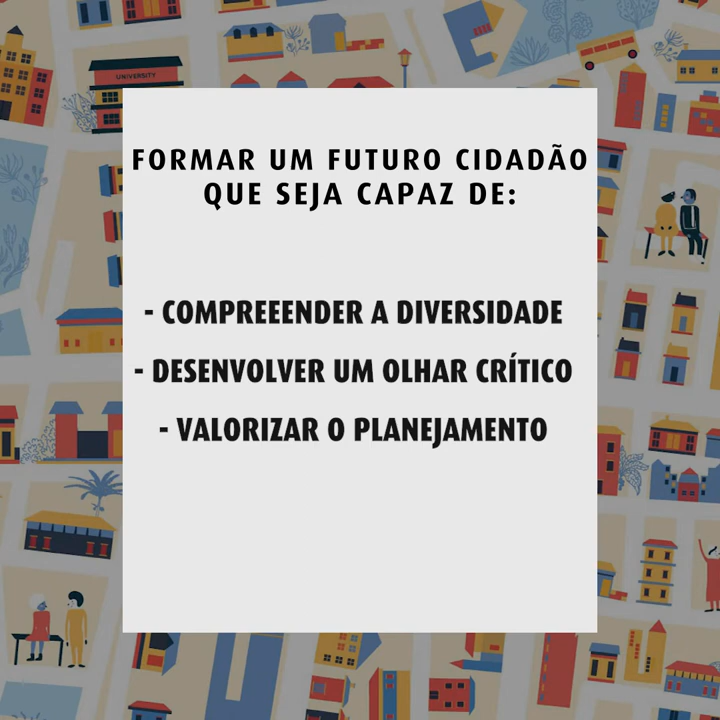 UNIVERSITY
FORMAR UM FUTURO CIDADÃO
QUE SEJA CAPAZ DE:
- COMPREEENDER A DIVERSIDADE
- DESENVOLVER UM OLHAR CRÍTICO
- VALORIZAR O PLANEJAMENTO